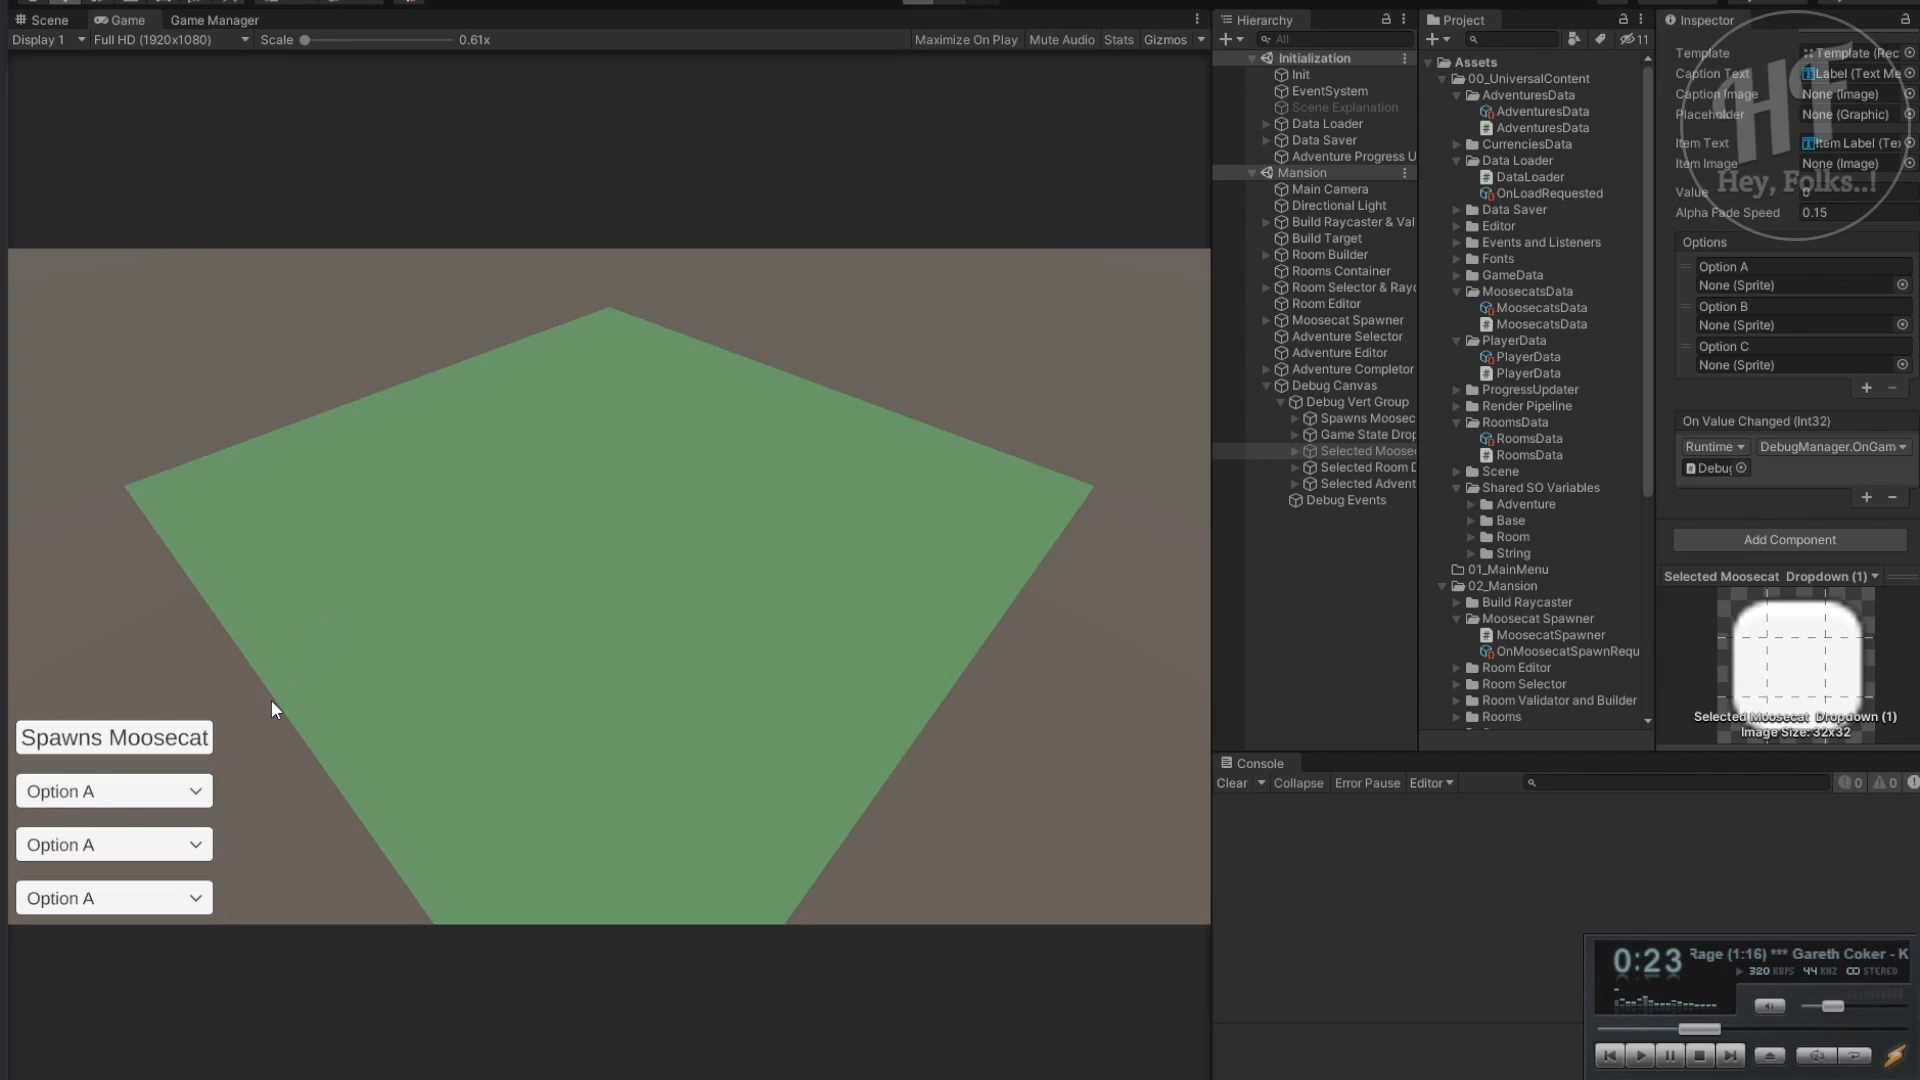 Scene
Game
Game Manager
Display 1
Full HD (1920x1080)
Scale
0.61x
Maximize On Play
Mute Audio
Stats
Gizmos
Spawns Moosecat
Option A
Option A
Option A
Hierarchy
All
Initialization
Init
EventSystem
Scene Explanation
Data Loader
Data Saver
Adventure Progress U
Mansion
Main Camera
Directional Light
Build Raycaster & Val
Build Target
Room Builder
Rooms Container
Room Selector & Rayc
Room Editor
Moosecat Spawner
Adventure Selector
Adventure Editor
Adventure Completor
Debug Canvas
Debug Vert Group
Spawns Moosec
Game State Drop
Selected Moosec
Selected Room D
Selected Advent
Debug Events
Project
11
Assets
00_UniversalContent
AdventuresData
AdventuresData
AdventuresData
CurrenciesData
Data Loader
DataLoader
OnLoadRequested
Data Saver
Editor
Events and Listeners
Fonts
GameData
MoosecatsData
MoosecatsData
MoosecatsData
PlayerData
PlayerData
PlayerData
ProgressUpdater
Render Pipeline
RoomsData
RoomsData
RoomsData
Scene
Shared SO Variables
Adventure
Base
Room
String
01_MainMenu
02_Mansion
Build Raycaster
Moosecat Spawner
MoosecatSpawner
OnMoosecatSpawnRequ
Room Editor
Room Selector
Room Validator and Builder
Rooms
Inspector
Template
Template (Rec
Caption Text
Label (Text Me
Caption Image
None (Image)
Placeholder
None (Graphic)
Item Text
Item Label (Te
Item Image
None (Image)
HF
Hey, Folks..!
Value
0
Alpha Fade Speed
0.15
Options
Option A
None (Sprite)
Option B
None (Sprite)
Option C
None (Sprite)
On Value Changed (Int32)
Runtime
DebugManager.OnGam
Debug
Add Component
Selected Moosecat Dropdown (1)
Selected Moosecat Dropdown (1)
Image Size: 32x32
Console
Clear
Collapse
Error Pause
Editor
0
0
0:23
Rage (1:16) *** Gareth Coker - K
320 KBPS 44 KHZ STEREO